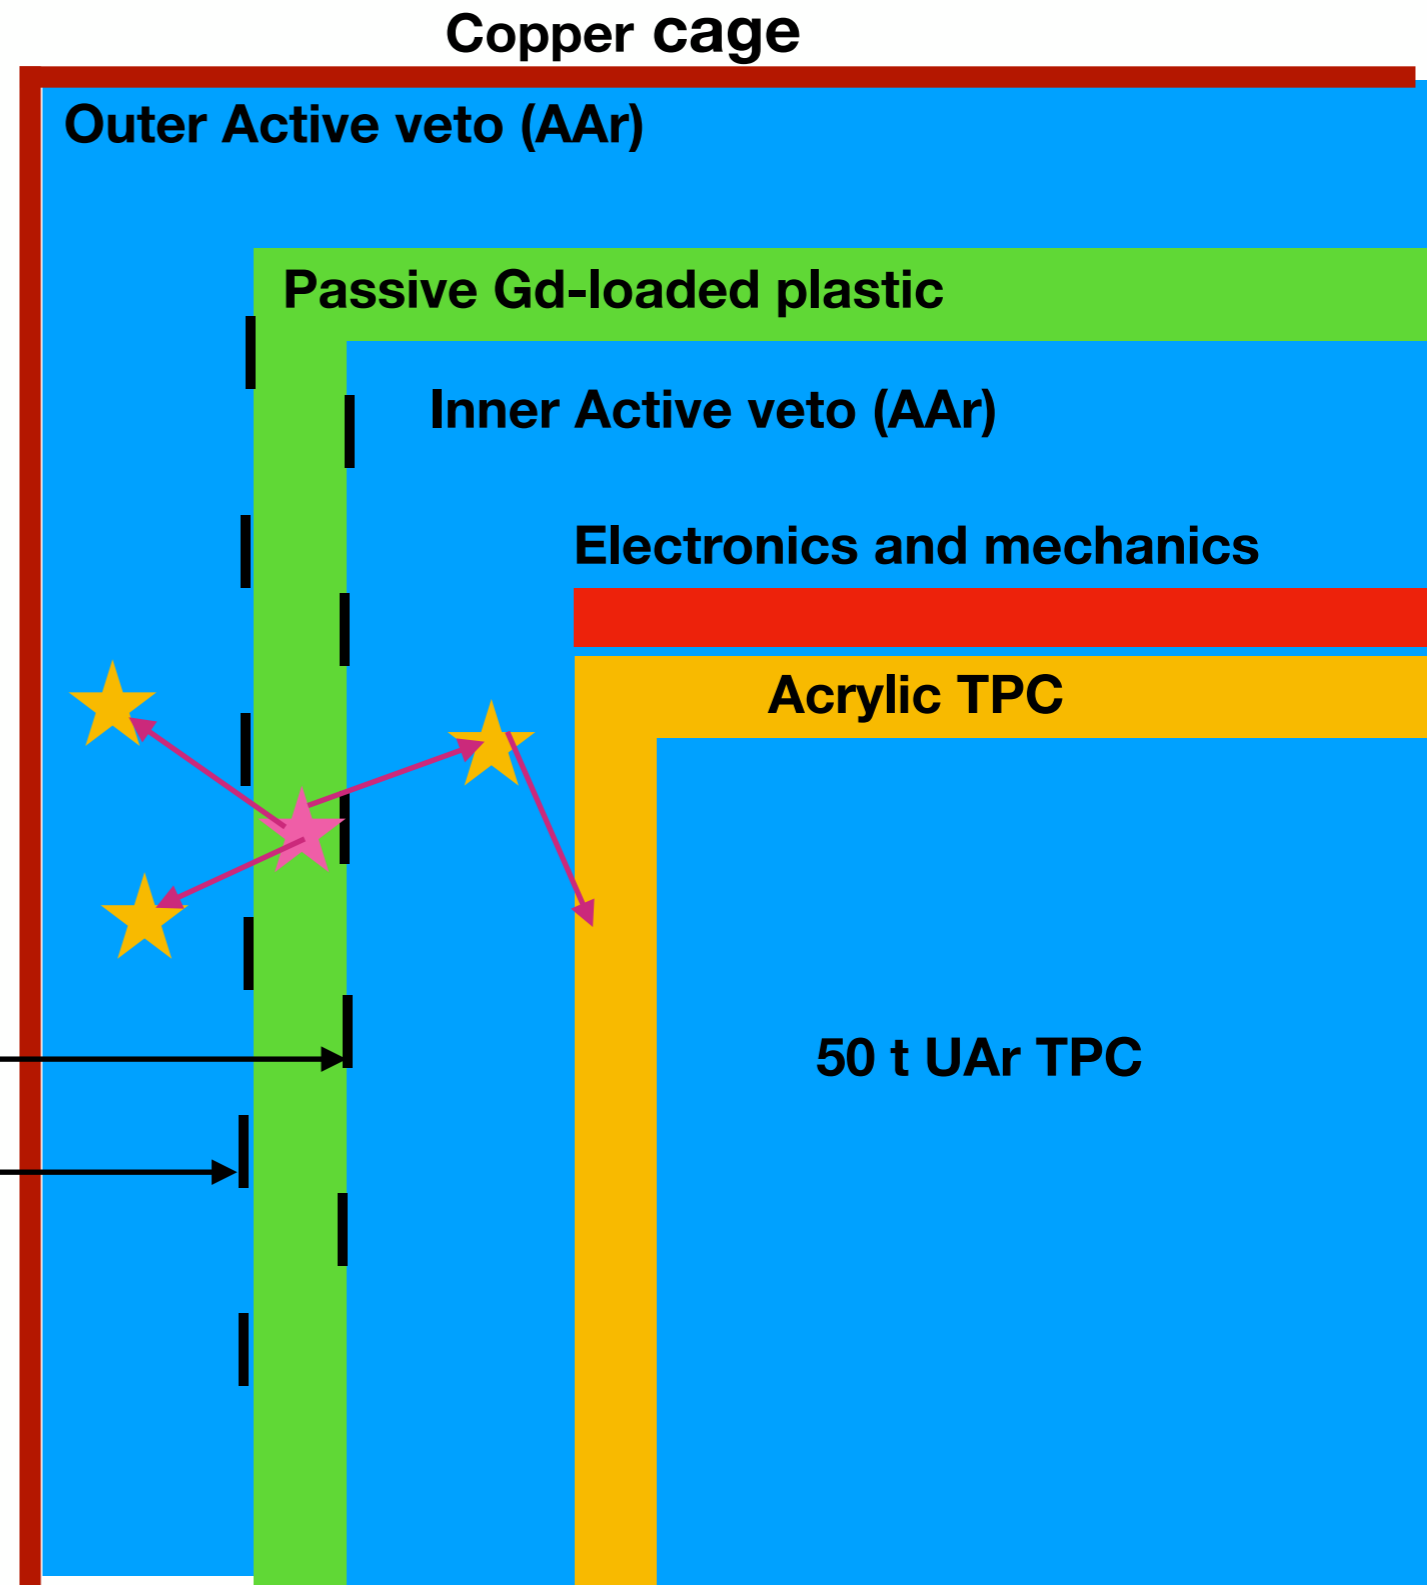 Copper cage
Outer Active veto (AAr)
Passive Gd-loaded plastic
Inner Active veto (AAr)
Electronics and mechanics
Acrylic TPC
50 t UAr TPC